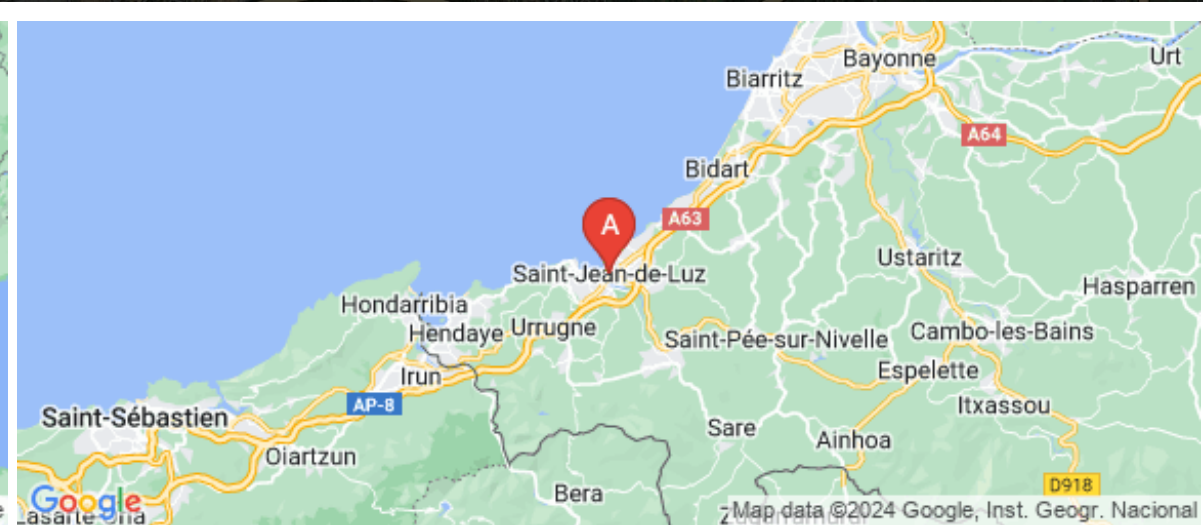 Bayonne
Urt
Biarritz
A64
Bidart
A63
A
Ustaritz
Saint-Jean-de-Luz
Hasparren
Hondarribia
Hendaye
Urrugne
Saint-Pée-sur-Nivelle
Cambo-les-Bains
Irun
Espelette
AP-8
Itxassou
Saint-Sébastien
Sare
Ainhoa
Oiartzun
D918
Bera
Google
Map data ©2024 Google, Inst. Geogr. Nacional